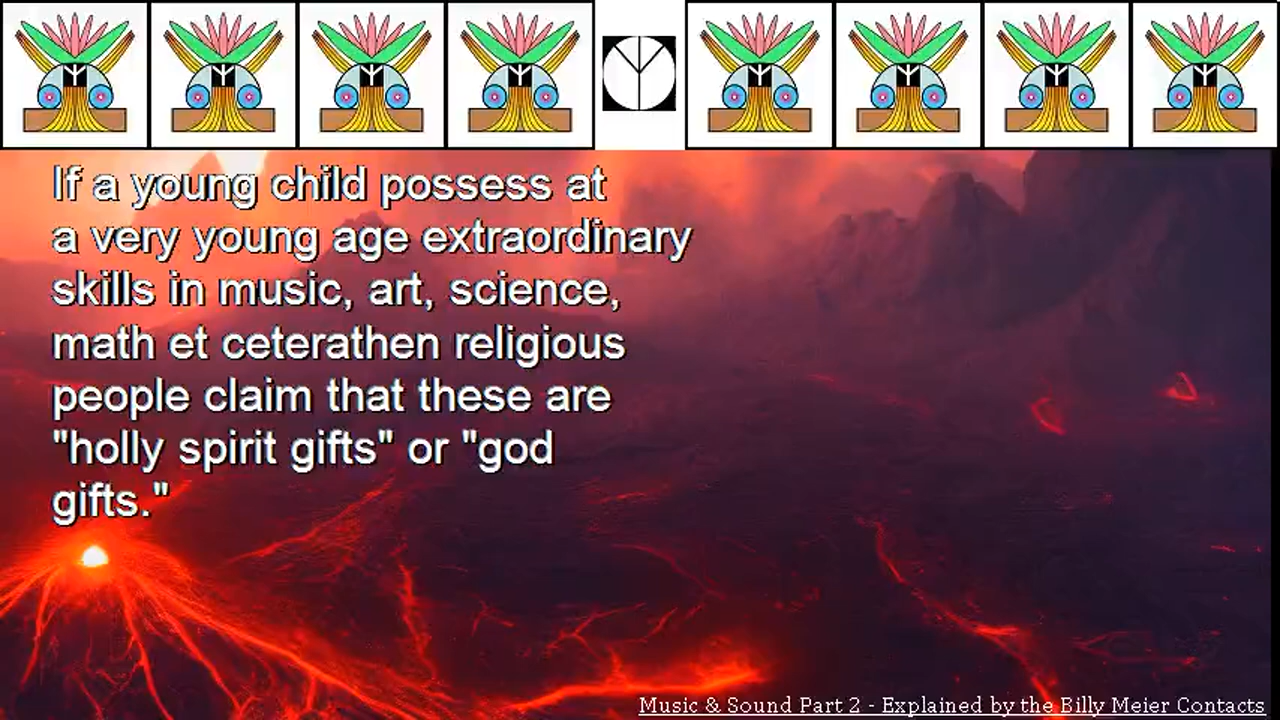 If a young child possess at
a very young age extraordinary
skills in music, art, science,
math et ceterathen religious
people claim that these are
"holly spirit gifts" or "god
gifts."
Music & Sound Part 2 - Explained by the Billy Meier Contacts